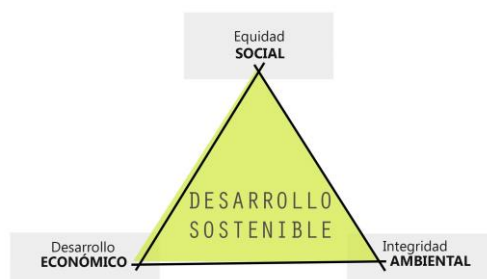 Equidad
SOCIAL
DESARROLLO
SOSTENIBLE
Desarrollo
ECONÓMICO
Integridad
AMBIENTAL